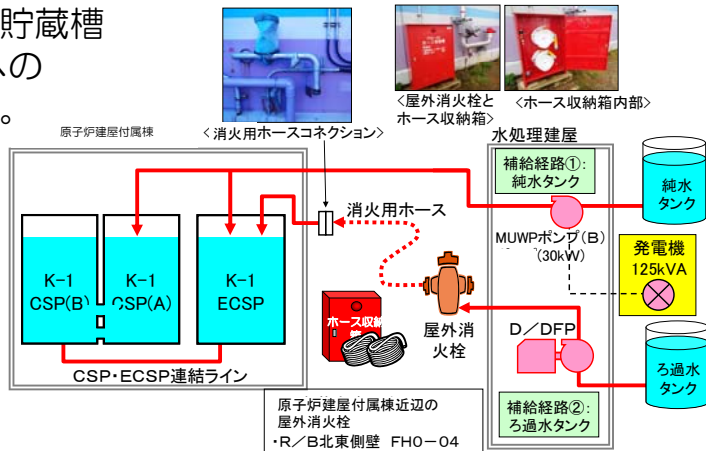 貯蔵槽
への
。
原子炉建屋付属棟
<消火用ホースコネクション>
<屋外消火栓と
ホース収納箱>
<ホース収納箱内部>
水処理建屋
補給経路①:
純水タンク
純水
タンク
消火用ホース
MUWPポンプ(B)
(30kW)
発電機
125kVA
K-1
CSP(B)
K-1
CSP(A)
K-1
ECSP
ホース収納
箱
屋外消
火栓
D/DFP
ろ過水
タンク
CSP・ECSP連結ライン
補給経路②:
ろ過水タンク
原子炉建屋付属棟近辺の
屋外消火栓
・R/B北東側壁 FH0-04